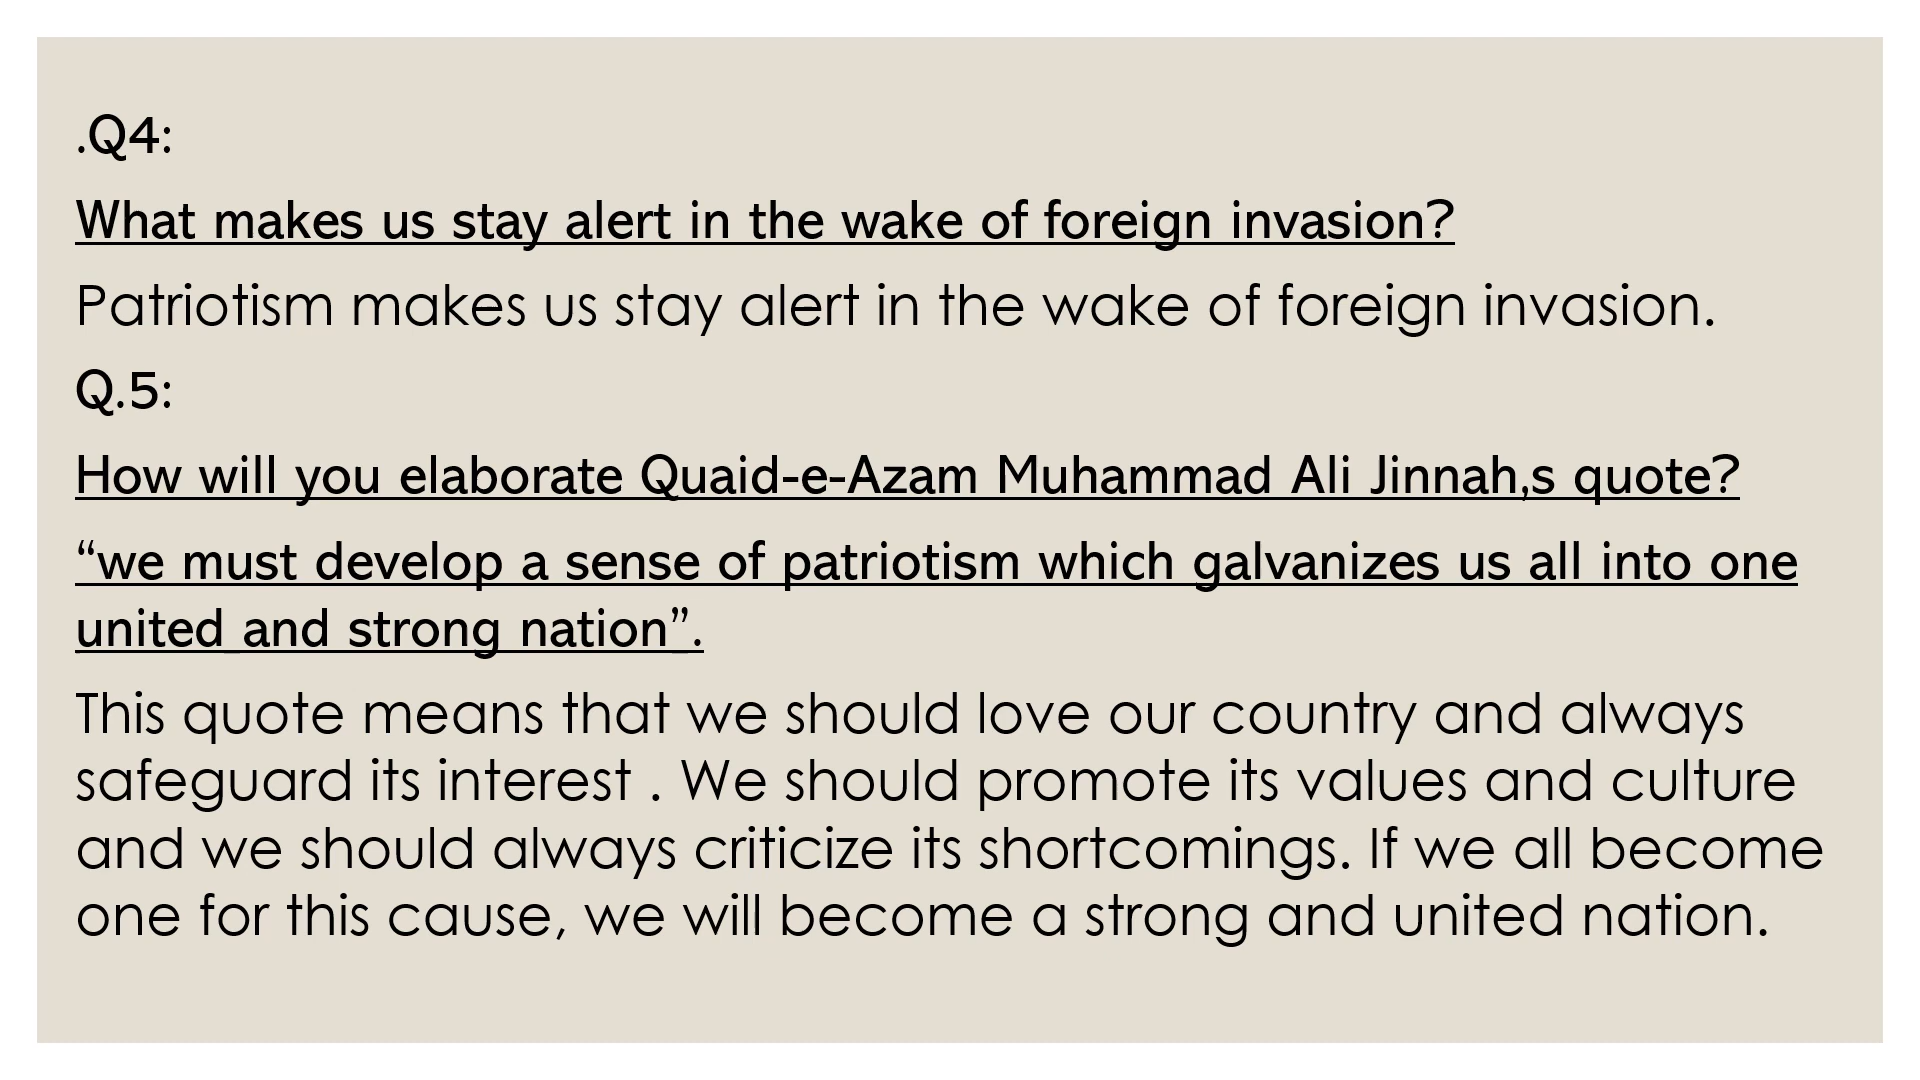 .Q4:
What makes us stay alert in the wake of foreign invasion?
Patriotism makes us stay alert in the wake of foreign invasion.
Q.5:
How will you elaborate Quaid-e-Azam Muhammad Ali Jinnah,s quote?
“we must develop a sense of patriotism which galvanizes us all into one
united and strong nation”.
This quote means that we should love our country and always
safeguard its interest . We should promote its values and culture
and we should always criticize its shortcomings. If we all become
one for this cause, we will become a strong and united nation.